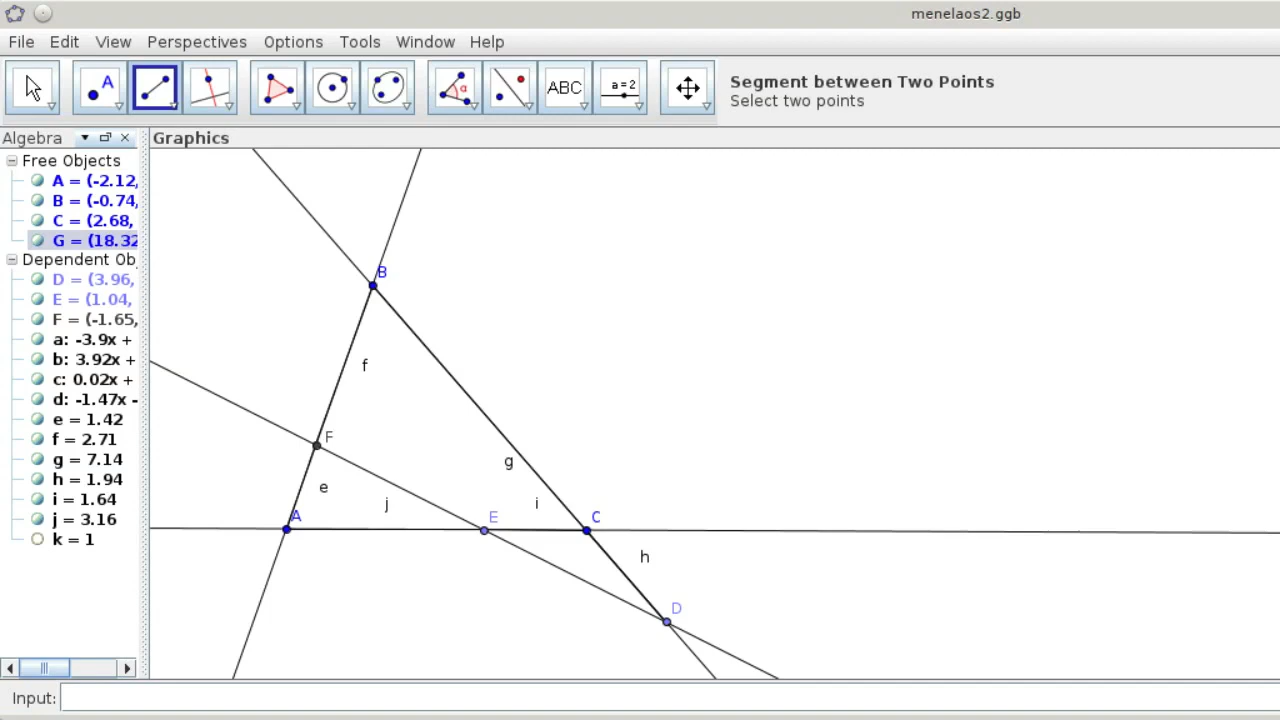 menelaos2.ggb
File Edit View Perspectives Options Tools Window Help
A α ABC a=2
Segment between Two Points
Select two points
Algebra
Graphics
Free Objects
A = (-2.12,
B = (-0.74,
C = (2.68,
G = (18.32
Dependent Ob
D = (3.96,
E = (1.04,
F = (-1.65,
a: -3.9x +
b: 3.92x +
c: 0.02x +
d: -1.47x -
e = 1.42
f = 2.71
g = 7.14
h = 1.94
i = 1.64
j = 3.16
k = 1
B
f
F
g
e
j
i
A
E
C
h
D
Input: